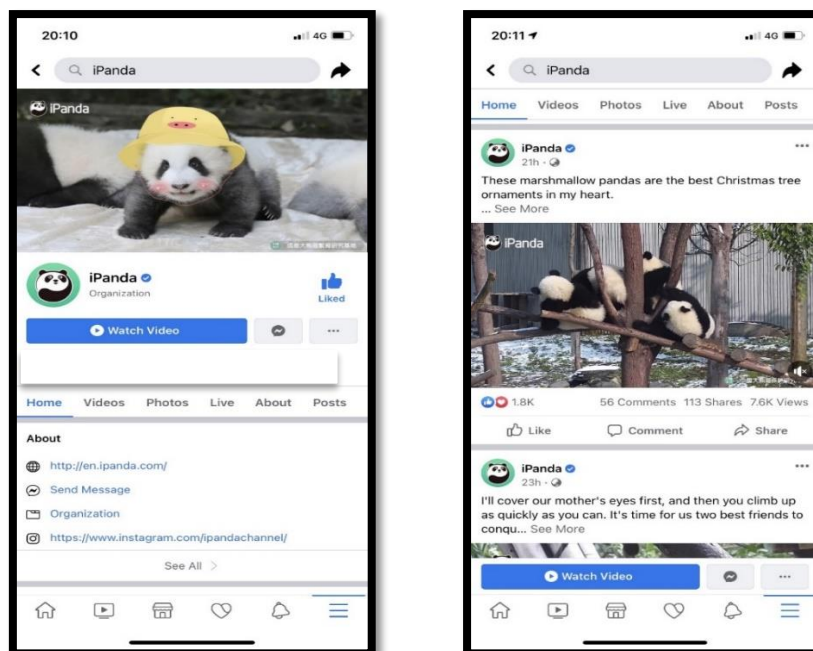 20:10
4G
iPanda
iPanda
iPanda
Organization
Liked
Watch Video
Home Videos Photos Live About Posts
About
http://en.ipanda.com/
Send Message
Organization
https://www.instagram.com/ipandachannel/
See All >
20:11
4G
iPanda
Home Videos Photos Live About Posts
iPanda
21h ·
These marshmallow pandas are the best Christmas tree
ornaments in my heart.
... See More
iPanda
1.8K 56 Comments 113 Shares 7.6K Views
Like Comment Share
iPanda
23h ·
I'll cover our mother's eyes first, and then you climb up
as quickly as you can. It's time for us two best friends to
conqu... See More
Watch Video